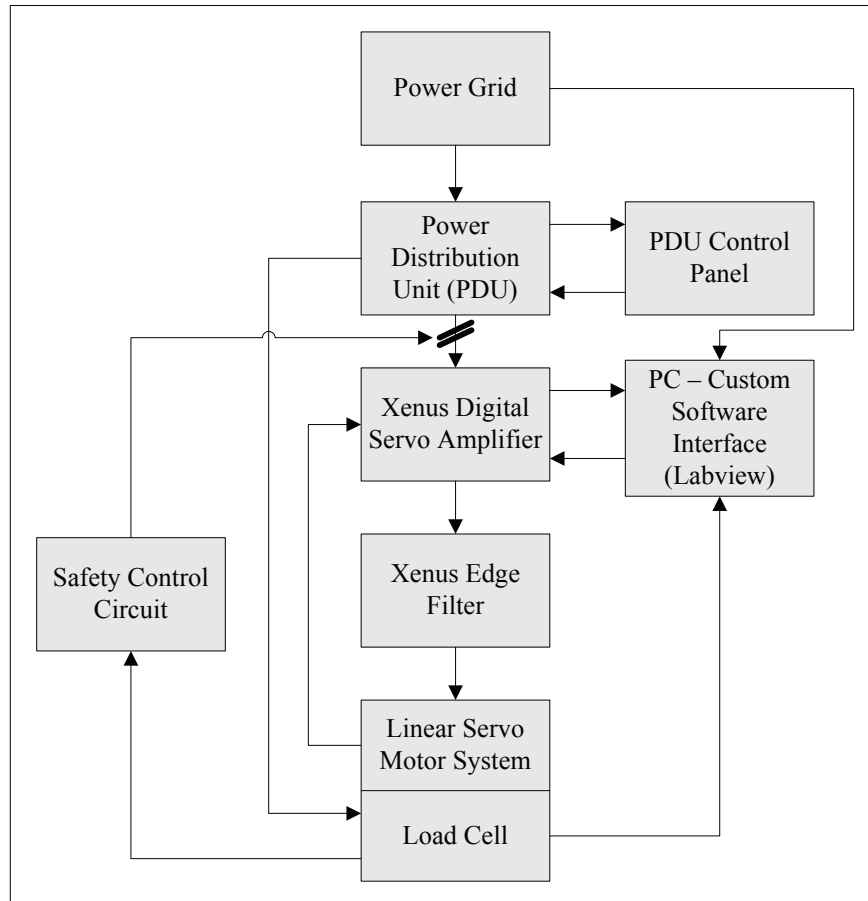 Power Grid
Power
Distribution
Unit (PDU)
PDU Control
Panel
Xenus Digital
Servo Amplifier
PC – Custom
Software
Interface
(Labview)
Safety Control
Circuit
Xenus Edge
Filter
Linear Servo
Motor System
Load Cell